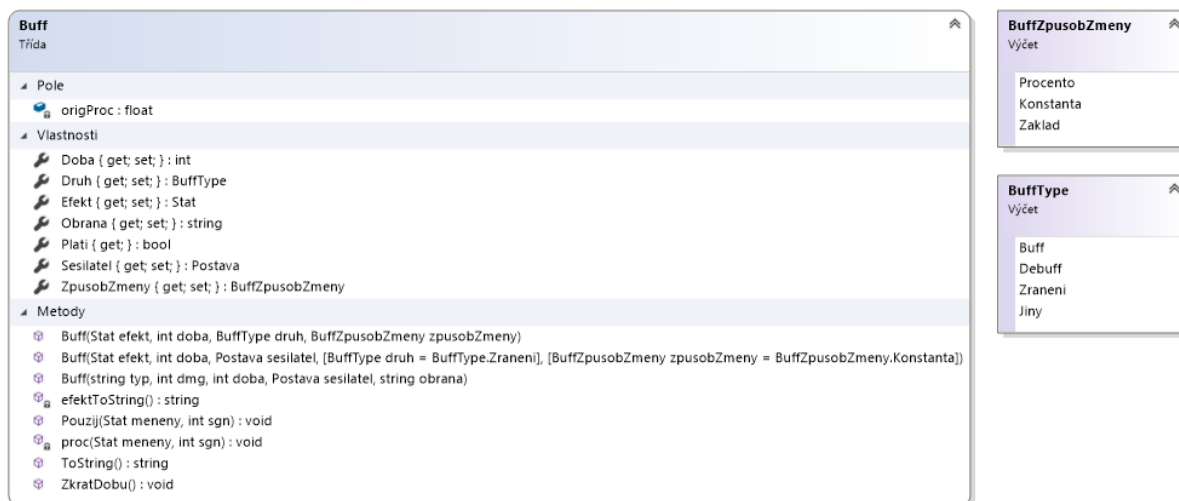 Buff
Třída
Pole
origProc : float
Vlastnosti
Doba { get; set; } : int
Druh { get; set; } : BuffType
Efekt { get; set; } : Stat
Obrana { get; set; } : string
Plati { get; } : bool
Sesilatel { get; set; } : Postava
ZpusobZmeny { get; set; } : BuffZpusobZmeny
Metody
Buff(Stat efekt, int doba, BuffType druh, BuffZpusobZmeny zpusobZmeny)
Buff(Stat efekt, int doba, Postava sesilatel, [BuffType druh = BuffType.Zraneni], [BuffZpusobZmeny zpusobZmeny = BuffZpusobZmeny.Konstanta])
Buff(string typ, int dmg, int doba, Postava sesilatel, string obrana)
efektToString() : string
Pouzij(Stat meneny, int sgn) : void
proc(Stat meneny, int sgn) : void
ToString() : string
ZkratDobu() : void
BuffZpusobZmeny
Výčet
Procento
Konstanta
Zaklad
BuffType
Výčet
Buff
Debuff
Zraneni
Jiny